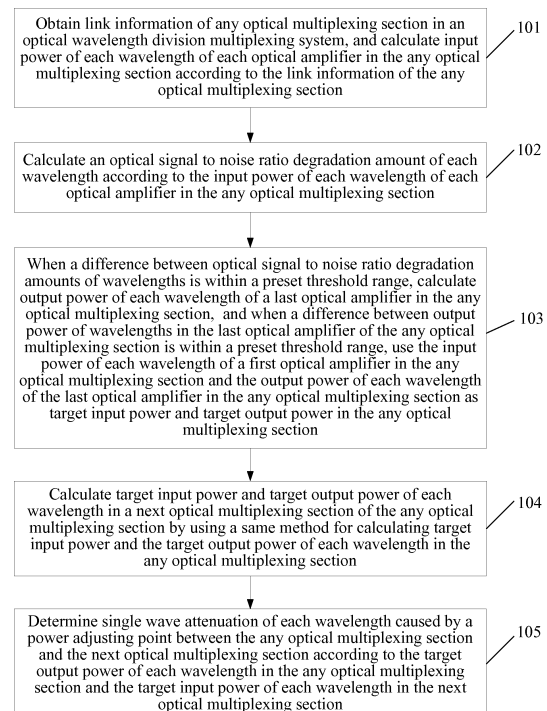 Obtain link information of any optical multiplexing section in an
optical wavelength division multiplexing system, and calculate input
power of each wavelength of each optical amplifier in the any optical
multiplexing section according to the link information of the any
optical multiplexing section
101
Calculate an optical signal to noise ratio degradation amount of each
wavelength according to the input power of each wavelength of each
optical amplifier in the any optical multiplexing section
102
When a difference between optical signal to noise ratio degradation
amounts of wavelengths is within a preset threshold range, calculate
output power of each wavelength of a last optical amplifier in the any
optical multiplexing section, and when a difference between output
power of wavelengths in the last optical amplifier of the any optical
multiplexing section is within a preset threshold range, use the input
power of each wavelength of a first optical amplifier in the any
optical multiplexing section and the output power of each wavelength
of the last optical amplifier in the any optical multiplexing section as
target input power and target output power in the any optical
multiplexing section
103
Calculate target input power and target output power of each
wavelength in a next optical multiplexing section of the any optical
multiplexing section by using a same method for calculating target
input power and the target output power of each wavelength in the
any optical multiplexing section
104
Determine single wave attenuation of each wavelength caused by a
power adjusting point between the any optical multiplexing section
and the next optical multiplexing section according to the target
output power of each wavelength in the any optical multiplexing
section and the target input power of each wavelength in the next
optical multiplexing section
105